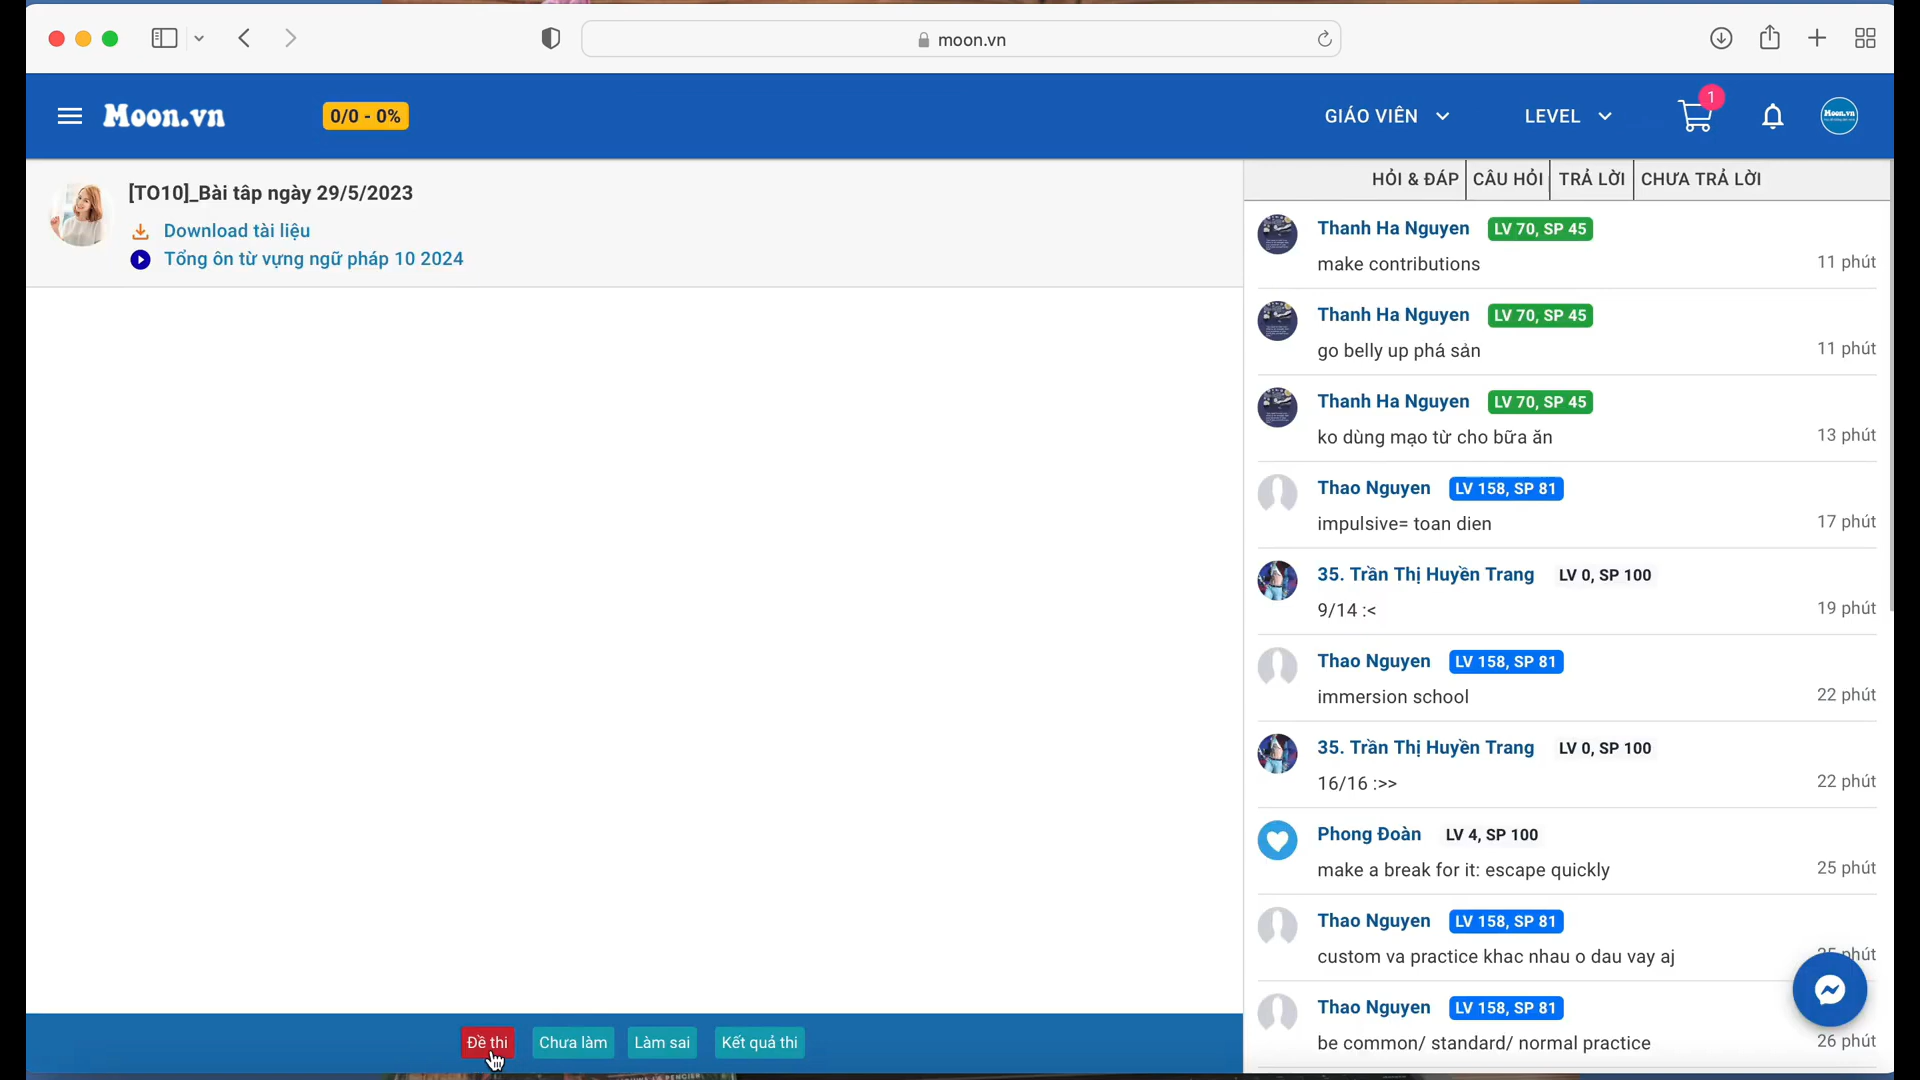 moon.vn
Moon.vn
0/0 - 0%
GIÁO VIÊN
LEVEL
1
Moon.vn
[TO10]_Bài tâp ngày 29/5/2023
Download tài liệu
Tổng ôn từ vựng ngữ pháp 10 2024
HỎI & ĐÁP CÂU HỎI TRẢ LỜI CHƯA TRẢ LỜI
Thanh Ha Nguyen LV 70, SP 45
make contributions 11 phút
Thanh Ha Nguyen LV 70, SP 45
go belly up phá sản 11 phút
Thanh Ha Nguyen LV 70, SP 45
ko dùng mạo từ cho bữa ăn 13 phút
Thao Nguyen LV 158, SP 81
impulsive= toan dien 17 phút
35. Trần Thị Huyền Trang LV 0, SP 100
9/14 :< 19 phút
Thao Nguyen LV 158, SP 81
immersion school 22 phút
35. Trần Thị Huyền Trang LV 0, SP 100
16/16 :>> 22 phút
Phong Đoàn LV 4, SP 100
make a break for it: escape quickly 25 phút
Thao Nguyen LV 158, SP 81
custom va practice khac nhau o dau vay aj phút
Thao Nguyen LV 158, SP 81
be common/ standard/ normal practice 26 phút
Đề thi Chưa làm Làm sai Kết quả thi